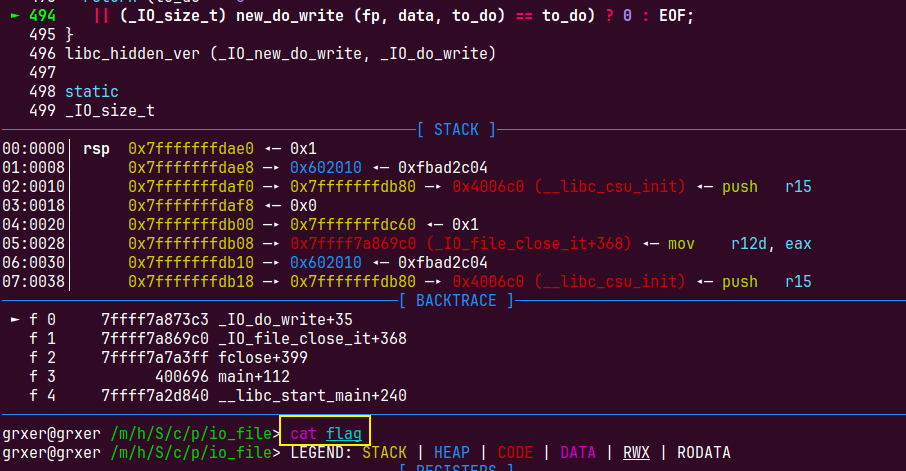 ► 494     || (_IO_size_t) new_do_write (fp, data, to_do) == to_do) ? 0 : EOF;
495 }
496 libc_hidden_ver (_IO_new_do_write, _IO_do_write)
497
498 static
499 _IO_size_t
[ STACK ]
00:0000│ rsp  0x7fffffffdae0 ◂— 0x1
01:0008│      0x7fffffffdae8 —▸ 0x602010 ◂— 0xfbad2c04
02:0010│      0x7fffffffdaf0 —▸ 0x7fffffffdb80 —▸ 0x4006c0 (__libc_csu_init) ◂— push   r15
03:0018│      0x7fffffffdaf8 ◂— 0x0
04:0020│      0x7fffffffdb00 —▸ 0x7fffffffdc60 ◂— 0x1
05:0028│      0x7fffffffdb08 —▸ 0x7ffff7a869c0 (_IO_file_close_it+368) ◂— mov    r12d, eax
06:0030│      0x7fffffffdb10 —▸ 0x602010 ◂— 0xfbad2c04
07:0038│      0x7fffffffdb18 —▸ 0x4006c0 (__libc_csu_init) ◂— push   r15
[ BACKTRACE ]
► f 0     7ffff7a873c3 _IO_do_write+35
f 1     7ffff7a869c0 _IO_file_close_it+368
f 2     7ffff7a7a3ff fclose+399
f 3           400696 main+112
f 4     7ffff7a2d840 __libc_start_main+240
grxer@grxer /m/h/S/c/p/io_file> cat flag
grxer@grxer /m/h/S/c/p/io_file> LEGEND: STACK | HEAP | CODE | DATA | RWX | RODATA